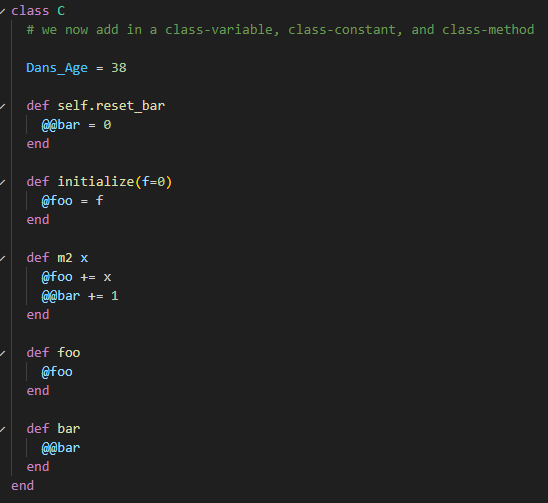 class C
# we now add in a class-variable, class-constant, and class-method
Dans_Age = 38
def self.reset_bar
@@bar = 0
end
def initialize(f=0)
@foo = f
end
def m2 x
@foo += x
@@bar += 1
end
def foo
@foo
end
def bar
@@bar
end
end